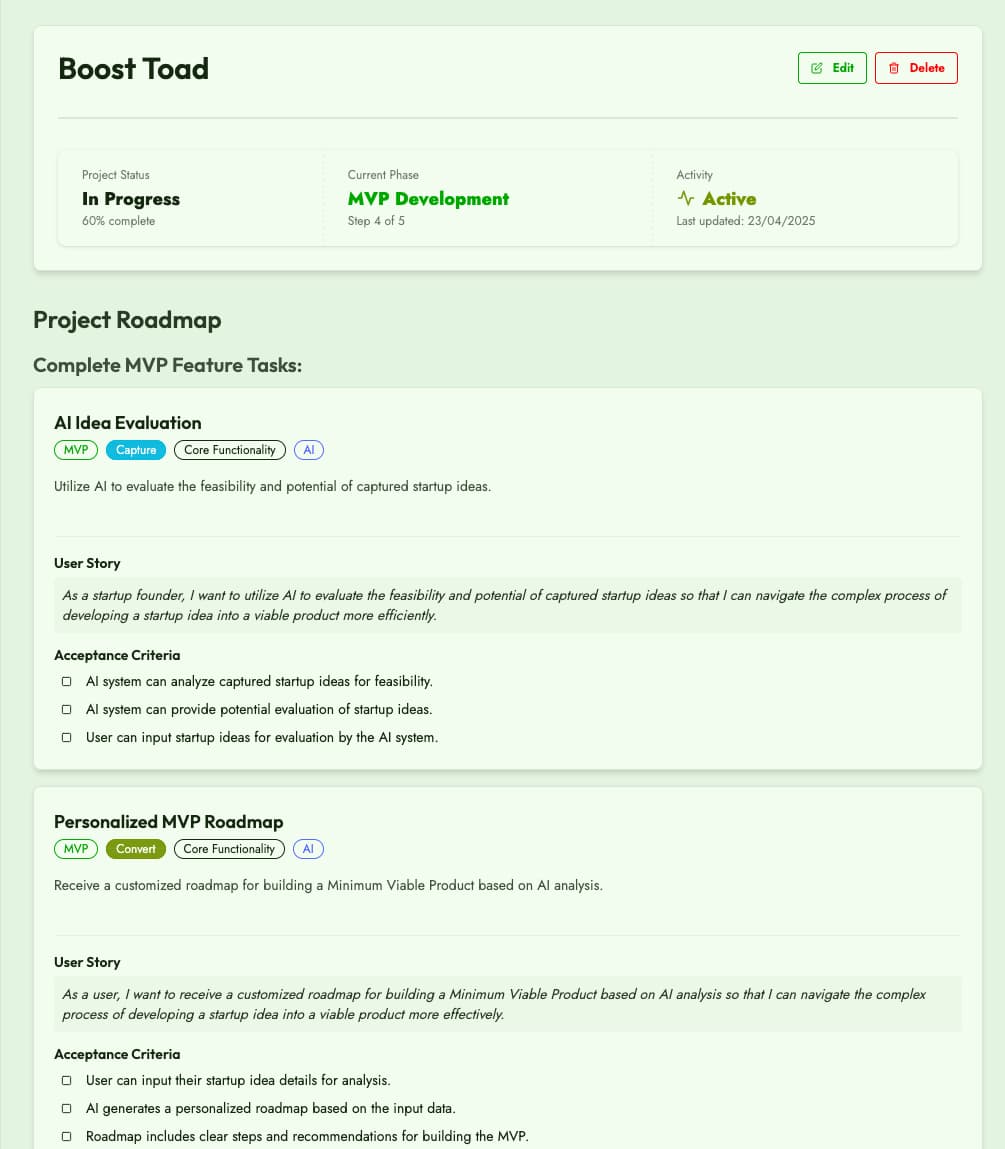 Boost Toad
Edit
Delete
Project Status
In Progress
60% complete
Current Phase
MVP Development
Step 4 of 5
Activity
Active
Last updated: 23/04/2025
Project Roadmap
Complete MVP Feature Tasks:
AI Idea Evaluation
MVP Capture Core Functionality AI
Utilize AI to evaluate the feasibility and potential of captured startup ideas.
User Story
As a startup founder, I want to utilize AI to evaluate the feasibility and potential of captured startup ideas so that I can navigate the complex process of
developing a startup idea into a viable product more efficiently.
Acceptance Criteria
AI system can analyze captured startup ideas for feasibility.
AI system can provide potential evaluation of startup ideas.
User can input startup ideas for evaluation by the AI system.
Personalized MVP Roadmap
MVP Convert Core Functionality AI
Receive a customized roadmap for building a Minimum Viable Product based on AI analysis.
User Story
As a user, I want to receive a customized roadmap for building a Minimum Viable Product based on AI analysis so that I can navigate the complex
process of developing a startup idea into a viable product more effectively.
Acceptance Criteria
User can input their startup idea details for analysis.
AI generates a personalized roadmap based on the input data.
Roadmap includes clear steps and recommendations for building the MVP.